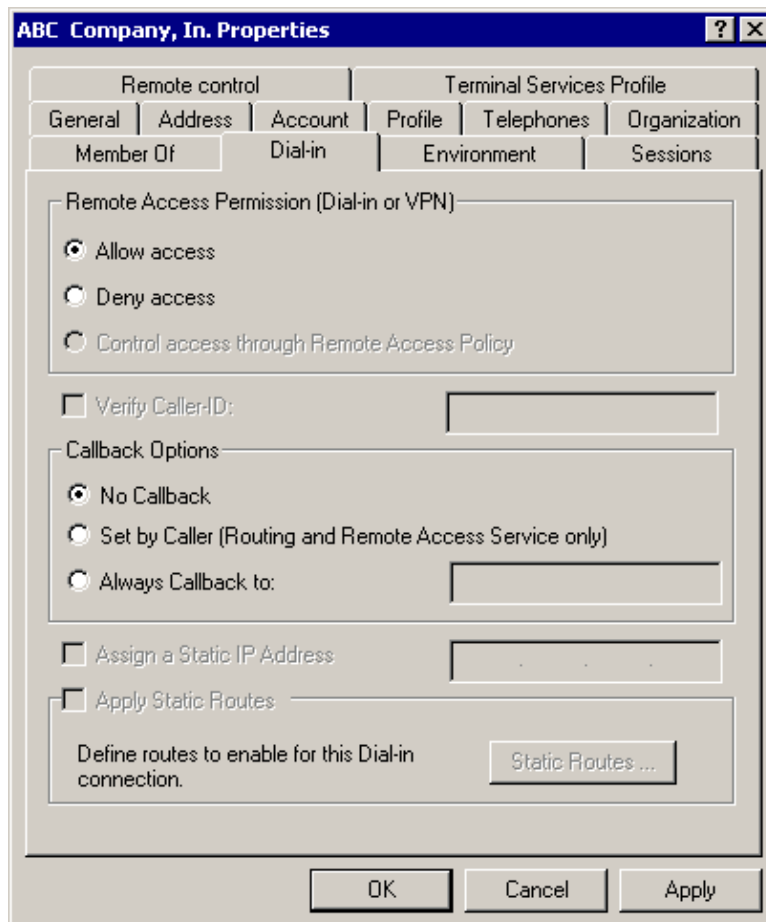 ABC Company, In. Properties
Remote control Terminal Services Profile
General Address Account Profile Telephones Organization
Member Of Dial-in Environment Sessions
Remote Access Permission (Dial-in or VPN)
Allow access
Deny access
Control access through Remote Access Policy
Verify Caller-ID:
Callback Options
No Callback
Set by Caller (Routing and Remote Access Service only)
Always Callback to:
Assign a Static IP Address
Apply Static Routes
Define routes to enable for this Dial-in
connection.
Static Routes ...
OK Cancel Apply